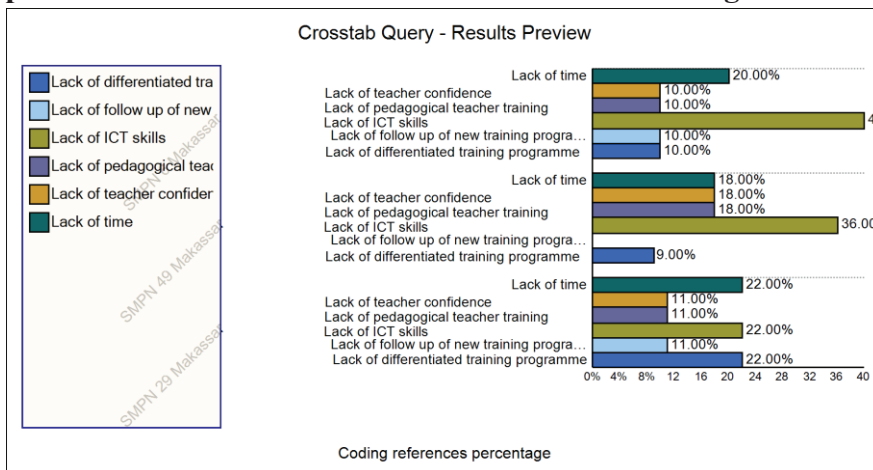 Crosstab Query - Results Preview
Lack of differentiated tra
Lack of follow up of new
Lack of ICT skills
Lack of pedagogical teac
Lack of teacher confider
Lack of time
Makassar
SMPN 49 Makassar
SMPN 29 Makassar
Lack of time 20.00%
Lack of teacher confidence 10.00%
Lack of pedagogical teacher training 10.00%
Lack of ICT skills 4
Lack of follow up of new training progra... 10.00%
Lack of differentiated training programme 10.00%
Lack of time 18.00%
Lack of teacher confidence 18.00%
Lack of pedagogical teacher training 18.00%
Lack of ICT skills 36.00
Lack of follow up of new training progra...
Lack of differentiated training programme 9.00%
Lack of time 22.00%
Lack of teacher confidence 11.00%
Lack of pedagogical teacher training 11.00%
Lack of ICT skills 22.00%
Lack of follow up of new training progra... 11.00%
Lack of differentiated training programme 22.00%
0% 4% 8% 12 16 20 24 28 32 36 40
Coding references percentage